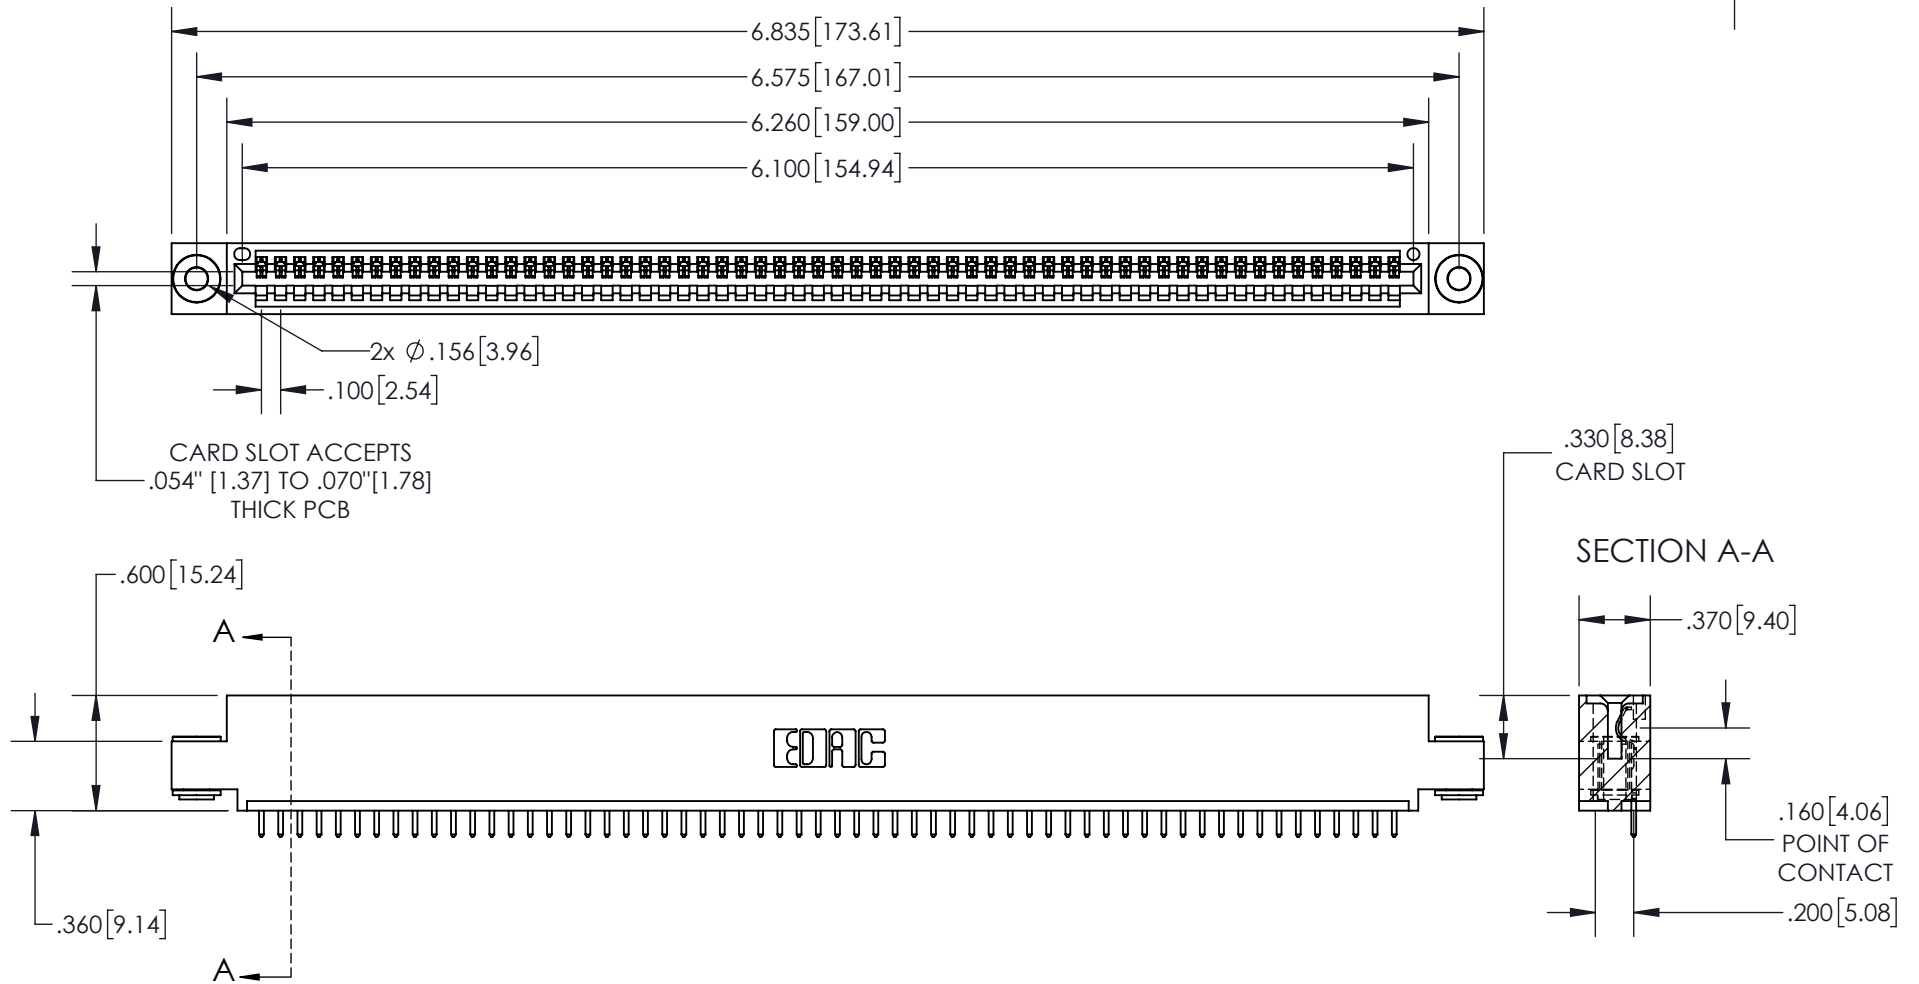 6.835[173.61]
6.575[167.01]
6.260[159.00]
6.100[154.94]
2x ∅.156[3.96]
.100[2.54]
CARD SLOT ACCEPTS
.054" [1.37] TO .070"[1.78]
THICK PCB
.330[8.38]
CARD SLOT
SECTION A-A
.600[15.24]
A
.370[9.40]
EDAC
.160[4.06]
POINT OF
CONTACT
.360[9.14]
.200[5.08]
A